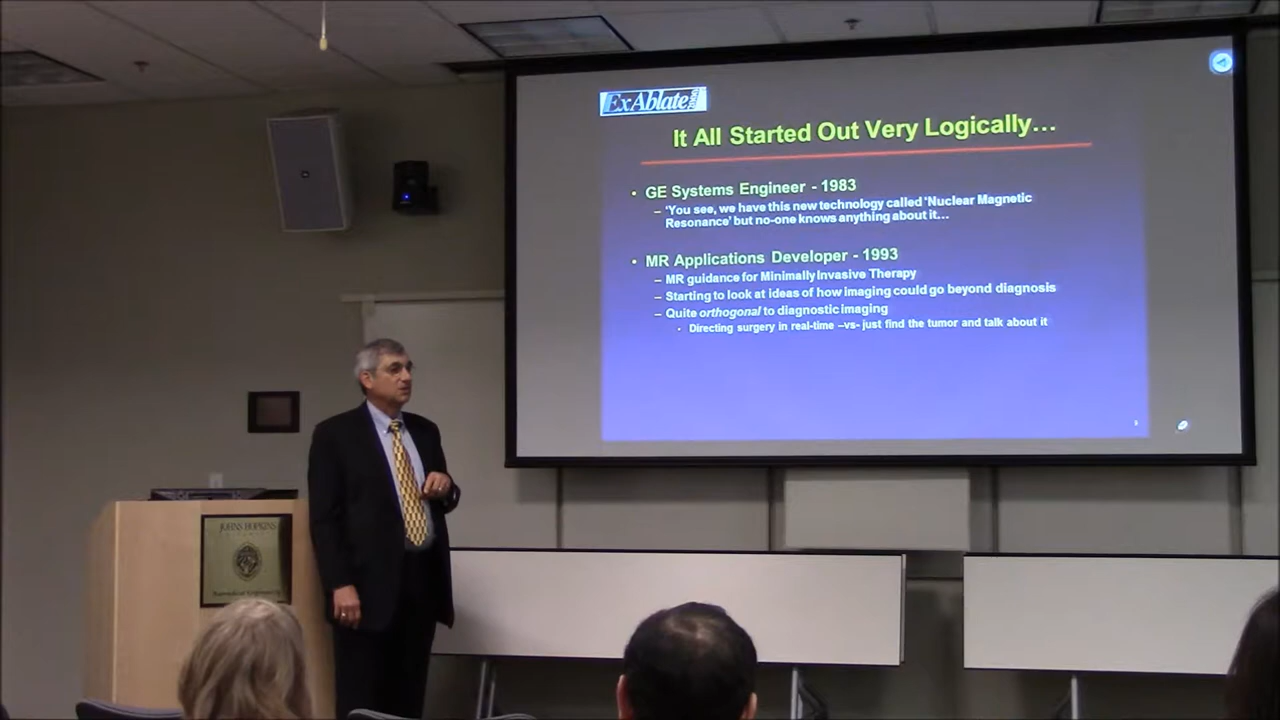 ExAblate 2000
It All Started Out Very Logically…
• GE Systems Engineer - 1983
– 'You see, we have this new technology called 'Nuclear Magnetic
Resonance' but no-one knows anything about it…
• MR Applications Developer - 1993
– MR guidance for Minimally Invasive Therapy
– Starting to look at ideas of how imaging could go beyond diagnosis
– Quite orthogonal to diagnostic imaging
• Directing surgery in real-time –vs- just find the tumor and talk about it
JOHNS HOPKINS
Biomedical Engineering